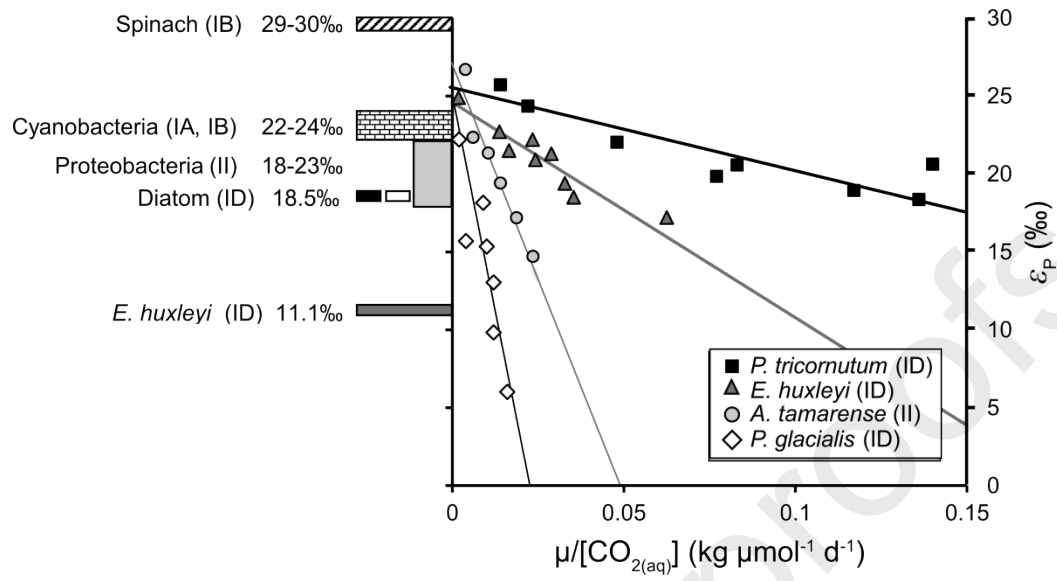 Spinach (IB) 29-30‰
Cyanobacteria (IA, IB) 22-24‰
Proteobacteria (II) 18-23‰
Diatom (ID) 18.5‰
E. huxleyi (ID) 11.1‰
30
25
20
15
10
5
0
εP (‰)
P. tricornutum (ID)
E. huxleyi (ID)
A. tamarense (II)
P. glacialis (ID)
0 0.05 0.1 0.15
µ/[CO2(aq)] (kg µmol-1 d-1)
proofs